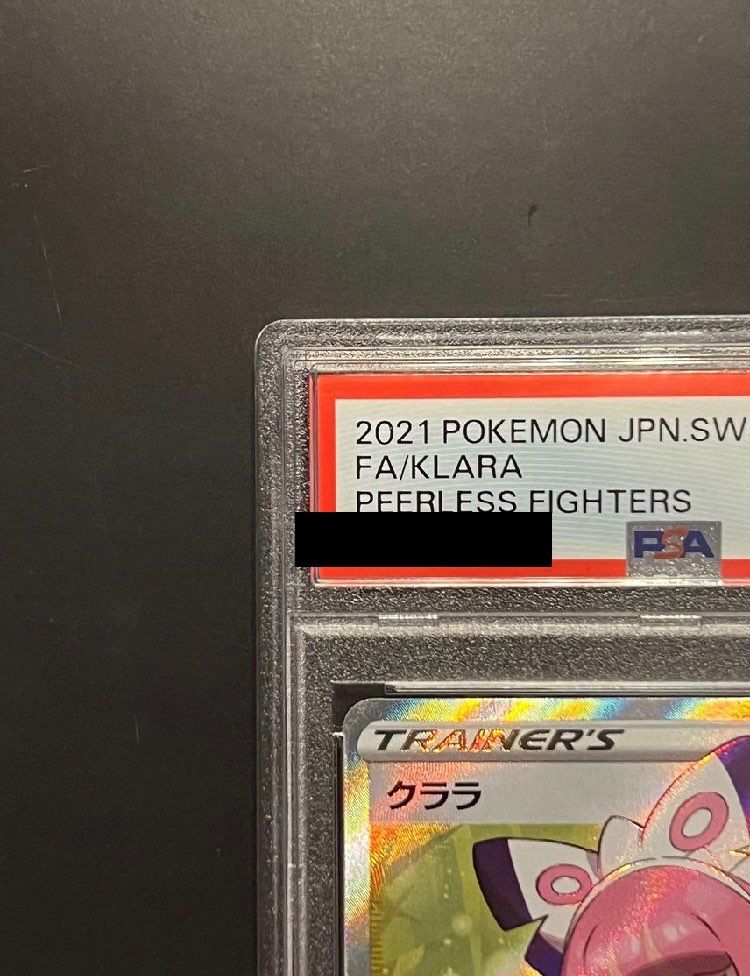 2021 POKEMON JPN.SW
FA/KLARA
PEERLESS FIGHTERS
PSA
TRAINER'S
クララ